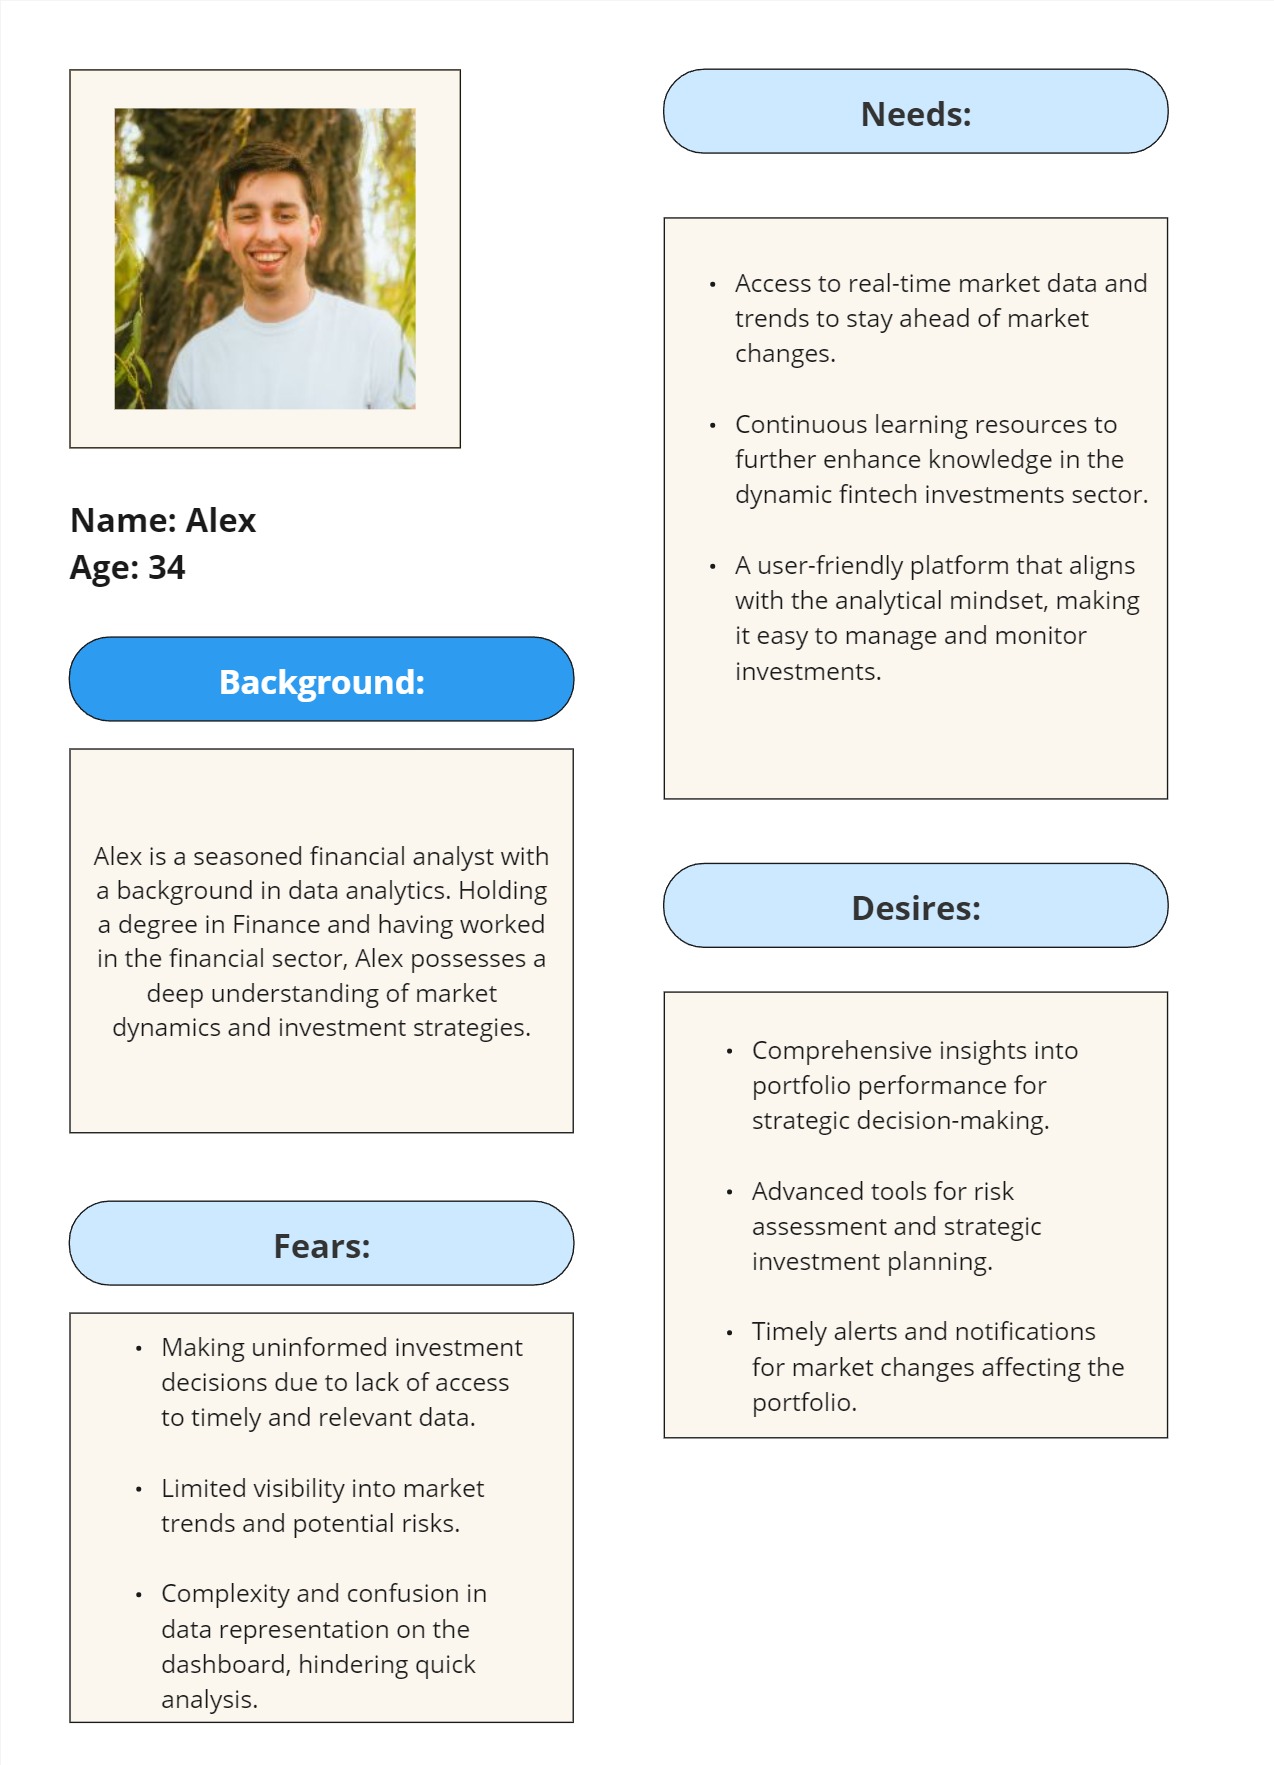 Name: Alex
Age: 34
Background:
Alex is a seasoned financial analyst with
a background in data analytics. Holding
a degree in Finance and having worked
in the financial sector, Alex possesses a
deep understanding of market
dynamics and investment strategies.
Fears:
• Making uninformed investment
decisions due to lack of access
to timely and relevant data.
• Limited visibility into market
trends and potential risks.
• Complexity and confusion in
data representation on the
dashboard, hindering quick
analysis.
Needs:
• Access to real-time market data and
trends to stay ahead of market
changes.
• Continuous learning resources to
further enhance knowledge in the
dynamic fintech investments sector.
• A user-friendly platform that aligns
with the analytical mindset, making
it easy to manage and monitor
investments.
Desires:
• Comprehensive insights into
portfolio performance for
strategic decision-making.
• Advanced tools for risk
assessment and strategic
investment planning.
• Timely alerts and notifications
for market changes affecting the
portfolio.